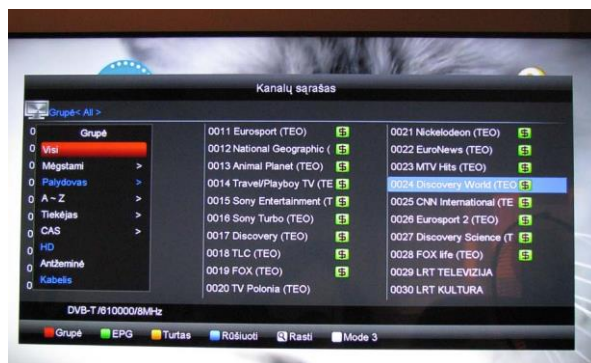 Kanalų sąrašas
Grupė< All >
Grupė
Visi
Mėgstami >
Palydovas >
A ~ Z >
Tiekėjas >
CAS >
HD
Antžeminė
Kabelis
0011 Eurosport (TEO) $
0012 National Geographic ( $
0013 Animal Planet (TEO) $
0014 Travel/Playboy TV (TE $
0015 Sony Entertainment (T $
0016 Sony Turbo (TEO) $
0017 Discovery (TEO) $
0018 TLC (TEO) $
0019 FOX (TEO) $
0020 TV Polonia (TEO)
0021 Nickelodeon (TEO) $
0022 EuroNews (TEO) $
0023 MTV Hits (TEO) $
0024 Discovery World (TEO $
0025 CNN International (TE $
0026 Eurosport 2 (TEO) $
0027 Discovery Science (T $
0028 FOX life (TEO) $
0029 LRT TELEVIZIJA
0030 LRT KULTURA
DVB-T /610000/8MHz
Grupė EPG Turtas Rūšiuoti Rasti Mode 3